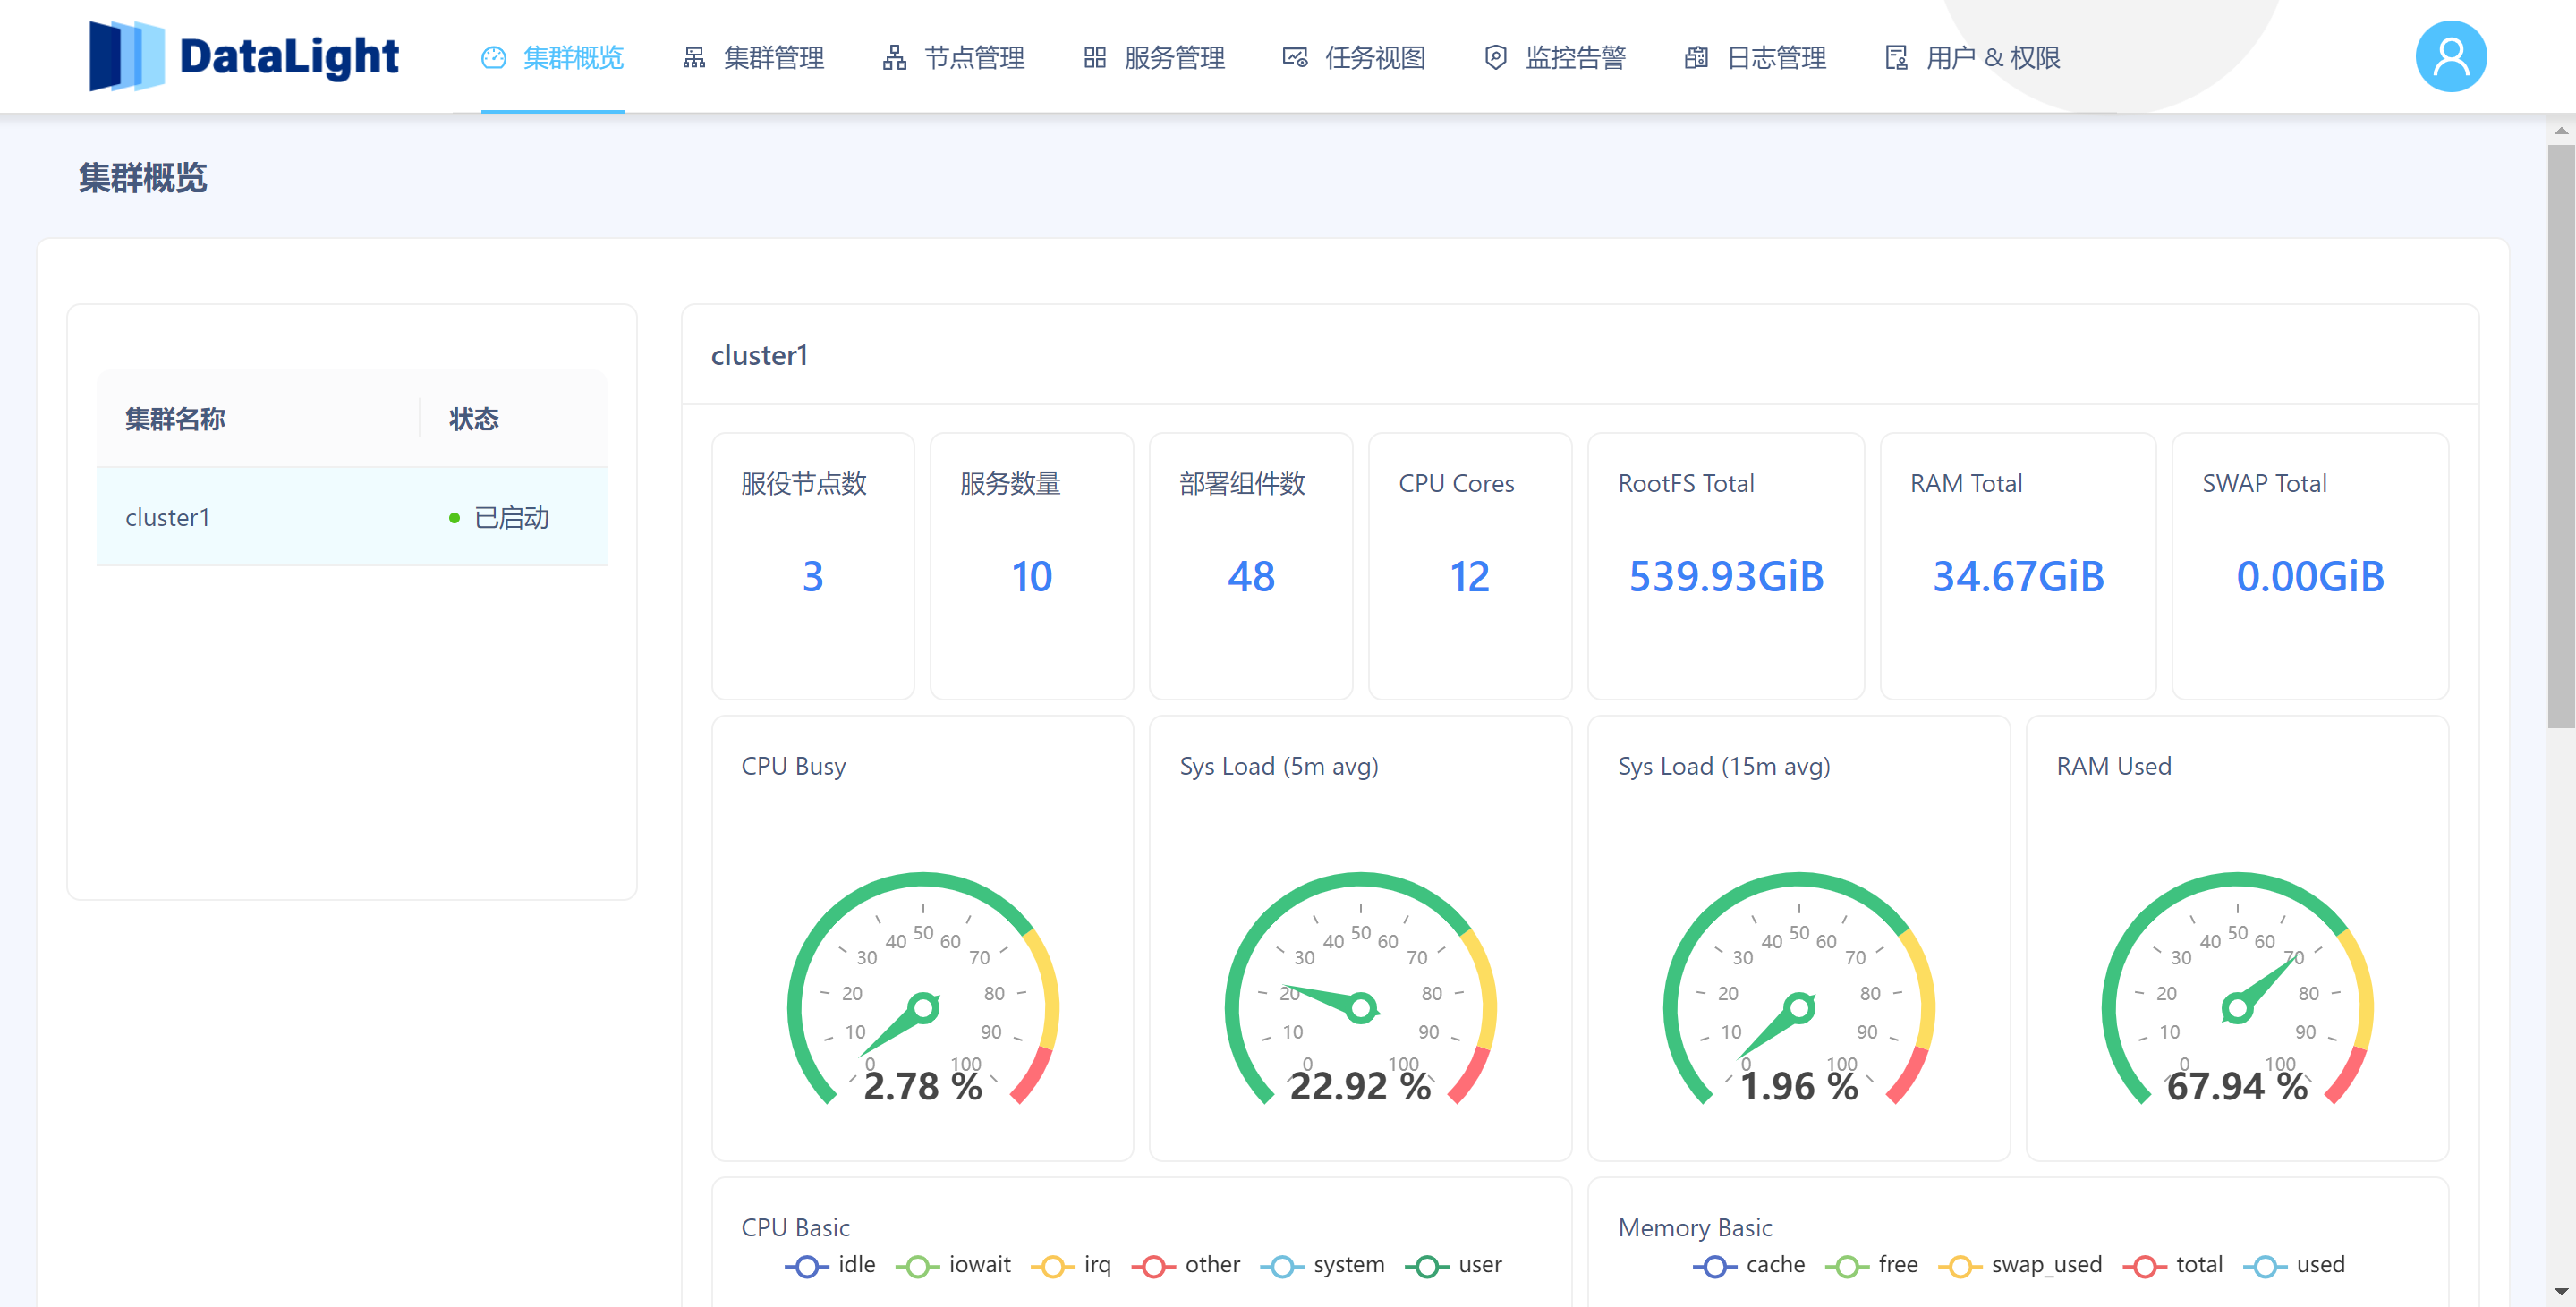 DataLight
集群概览
集群管理
节点管理
服务管理
任务视图
监控告警
日志管理
用户 & 权限
集群概览
集群名称 状态
cluster1 已启动
cluster1
服役节点数
3
服务数量
10
部署组件数
48
CPU Cores
12
RootFS Total
539.93GiB
RAM Total
34.67GiB
SWAP Total
0.00GiB
CPU Busy
0 10 20 30 40 50 60 70 80 90 100
2.78 %
Sys Load (5m avg)
0 10 20 30 40 50 60 70 80 90 100
22.92 %
Sys Load (15m avg)
0 10 20 30 40 50 60 70 80 90 100
1.96 %
RAM Used
0 10 20 30 40 50 60 70 80 90 100
67.94 %
CPU Basic
idle iowait irq other system user
Memory Basic
cache free swap_used total used